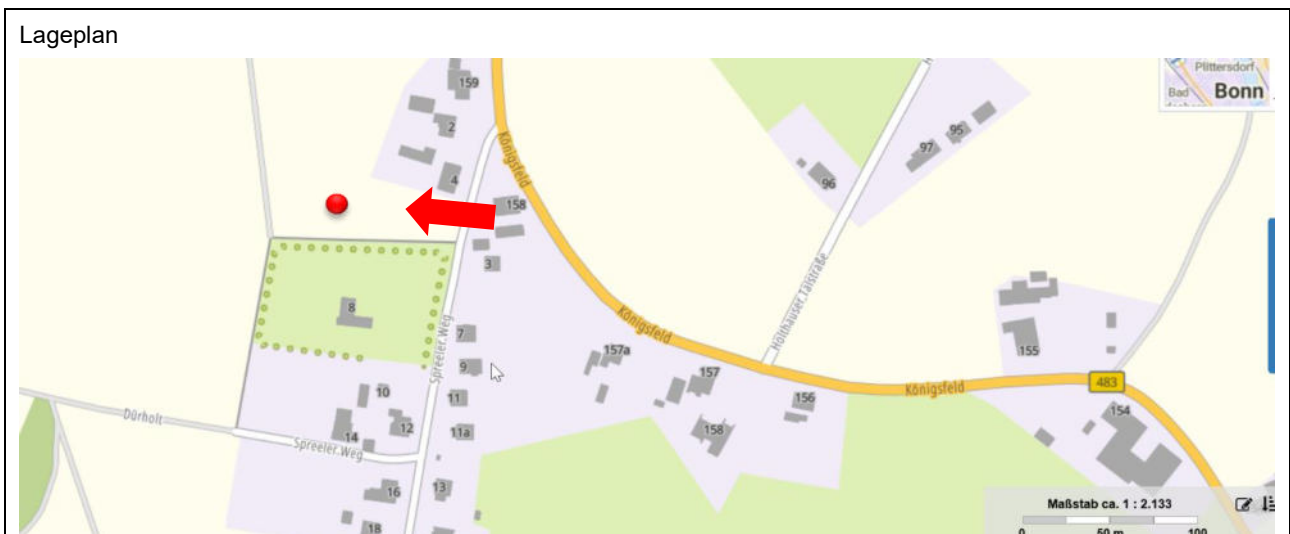 Lageplan
Plittersdorf
Bad
Bonn
159
2
4
Königsfeld
158
3
96
97
95
Holthauser Talstraße
8
7
9
Spreeler Weg
Königsfeld
157a
157
156
158
155
483
Königsfeld
154
10
11
12
14
11a
Dürholt
Spreeler Weg
16
13
18
Maßstab ca. 1 : 2.133
0 50 m 100